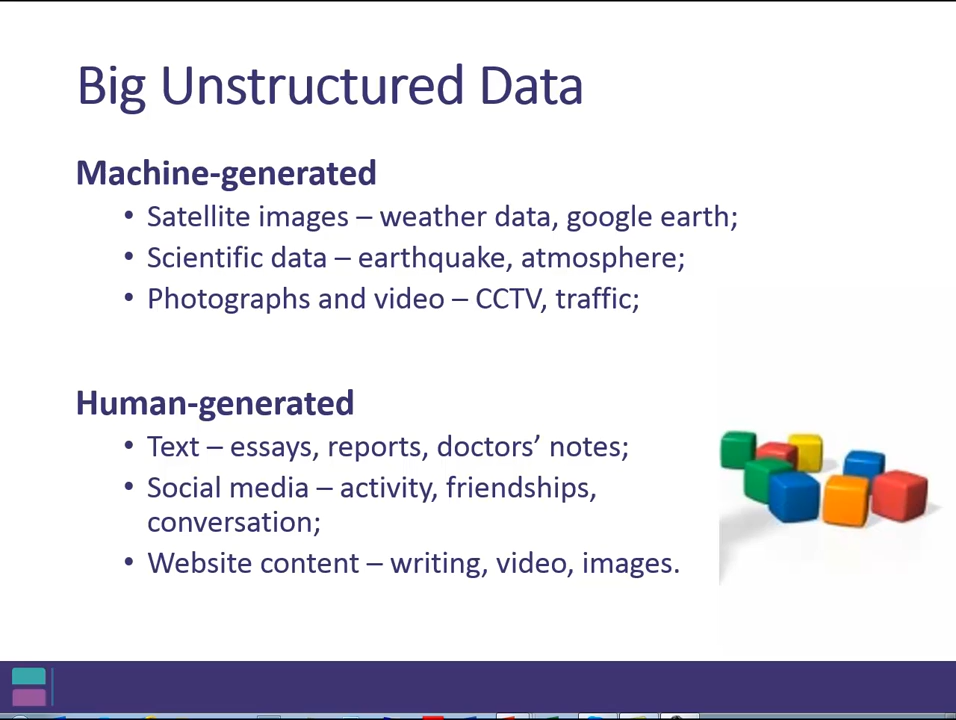 Big Unstructured Data
Machine-generated
• Satellite images – weather data, google earth;
• Scientific data – earthquake, atmosphere;
• Photographs and video – CCTV, traffic;
Human-generated
• Text – essays, reports, doctors’ notes;
• Social media – activity, friendships,
conversation;
• Website content – writing, video, images.